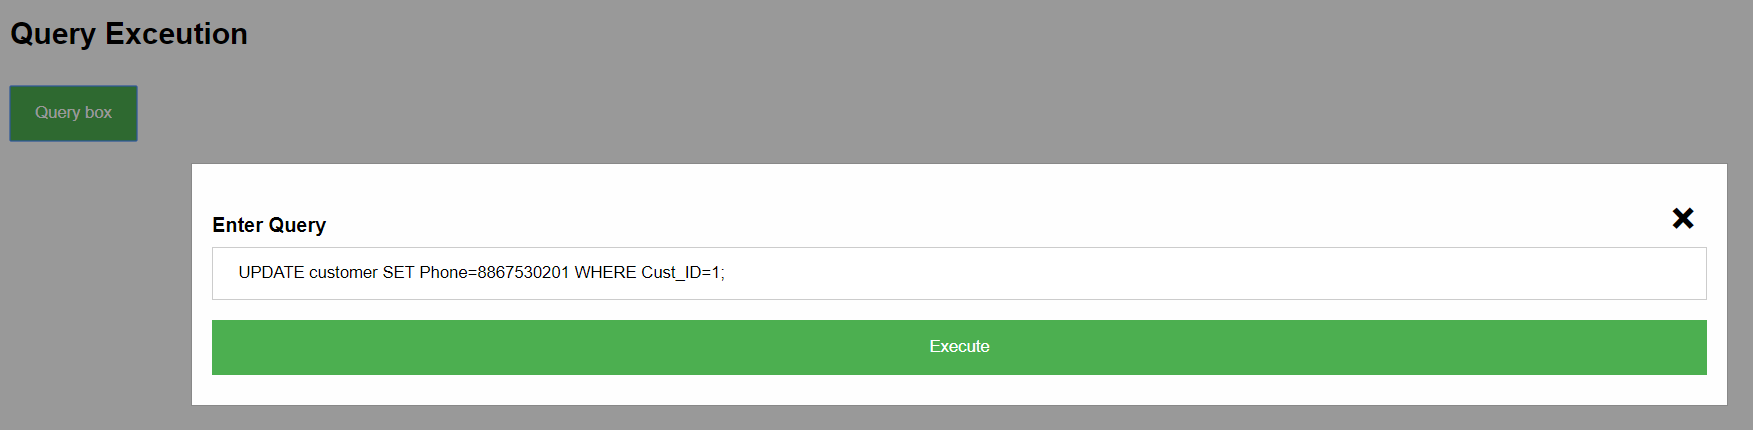 Query Exceution
Query box
Enter Query
UPDATE customer SET Phone=8867530201 WHERE Cust_ID=1;
Execute